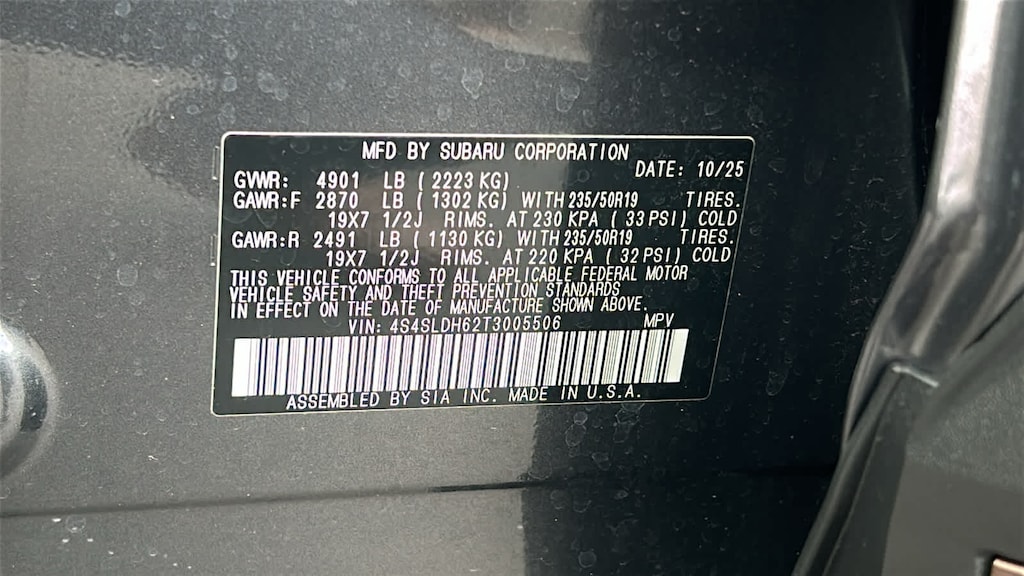 MFD BY SUBARU CORPORATION
DATE: 10/25
GVWR: 4901 LB ( 2223 KG)
GAWR:F 2870 LB ( 1302 KG) WITH 235/50R19 TIRES.
19X7 1/2J RIMS. AT 230 KPA ( 33 PSI) COLD
GAWR:R 2491 LB ( 1130 KG) WITH 235/50R19 TIRES.
19X7 1/2J RIMS. AT 220 KPA ( 32 PSI) COLD
THIS VEHICLE CONFORMS TO ALL APPLICABLE FEDERAL MOTOR
VEHICLE SAFETY AND THEFT PREVENTION STANDARDS
IN EFFECT ON THE DATE OF MANUFACTURE SHOWN ABOVE.
VIN: 4S4SLDH62T3005506 MPV
ASSEMBLED BY SIA INC. MADE IN U.S.A.